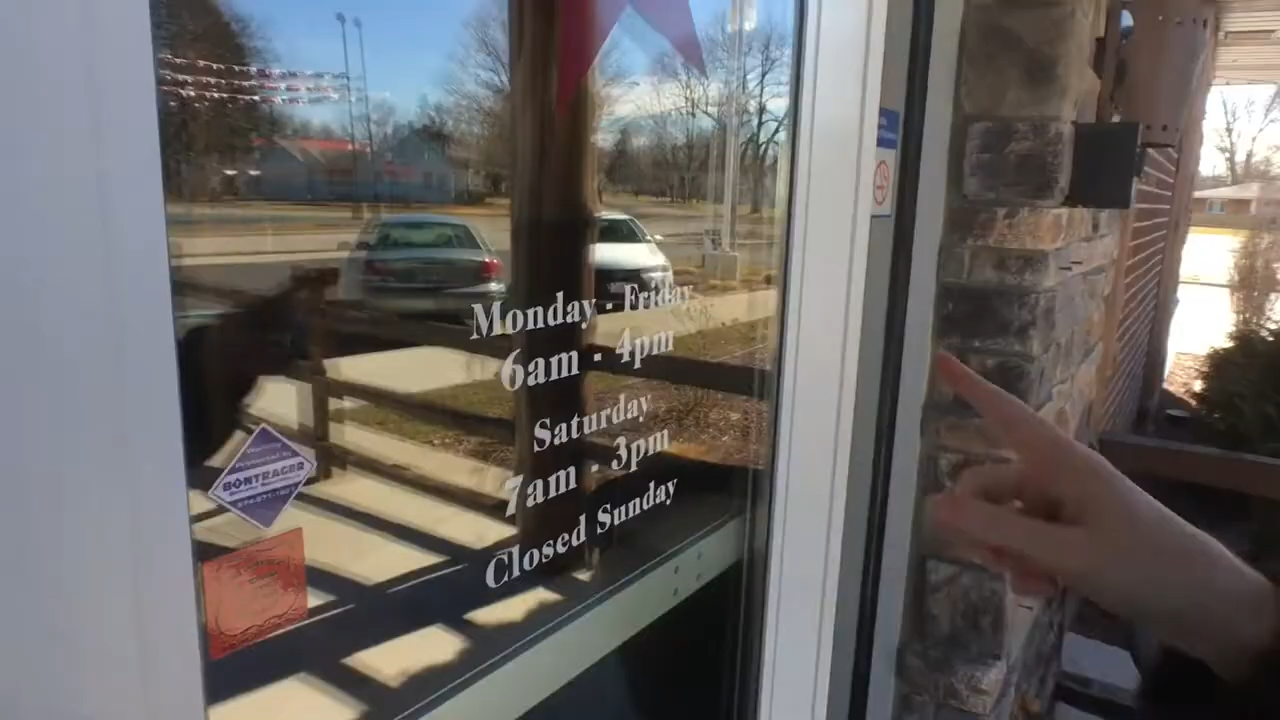 Monday - Friday
6am - 4pm
Saturday
7am - 3pm
Closed Sunday
BONTRAGER